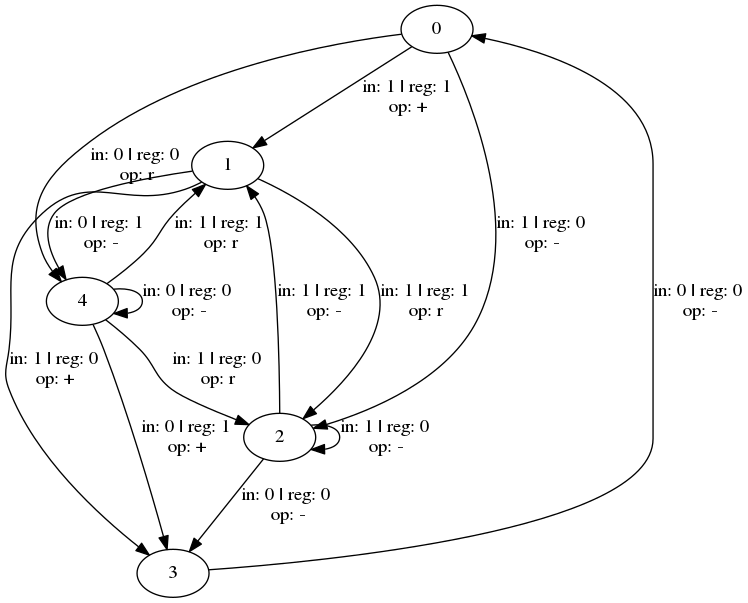 0
in: 1 | reg: 1
op: +
in: 0 | reg: 0
op: r
1
in: 0 | reg: 1
op: -
in: 1 | reg: 1
op: r
in: 1 | reg: 0
op: -
4
in: 0 | reg: 0
op: -
in: 1 | reg: 1
op: -
in: 1 | reg: 1
op: r
in: 0 | reg: 0
op: -
in: 1 | reg: 0
op: +
in: 1 | reg: 0
op: r
in: 0 | reg: 1
op: +
2
in: 1 | reg: 0
op: -
in: 0 | reg: 0
op: -
3